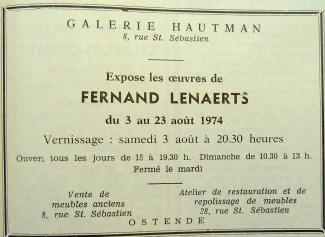 GALERIE HAUTMAN
8, rue St. Sébastien
Expose les œuvres de
FERNAND LENAERTS
du 3 au 23 août 1974
Vernissage : samedi 3 août à 20.30 heures
Ouver, tous les jours de 15 à 19.30 h. Dimanche de 10.30 à 13 h.
Fermé le mardi
Vente de
meubles anciens
8, rue St. Sébastien
Atelier de restauration et de
repolissage de meubles
28, rue St. Sébastien
OSTENDE